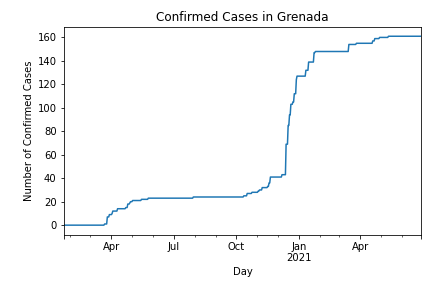 Confirmed Cases in Grenada
Number of Confirmed Cases
160
140
120
100
80
60
40
20
0
Apr
Jul
Oct
Jan
2021
Apr
Day